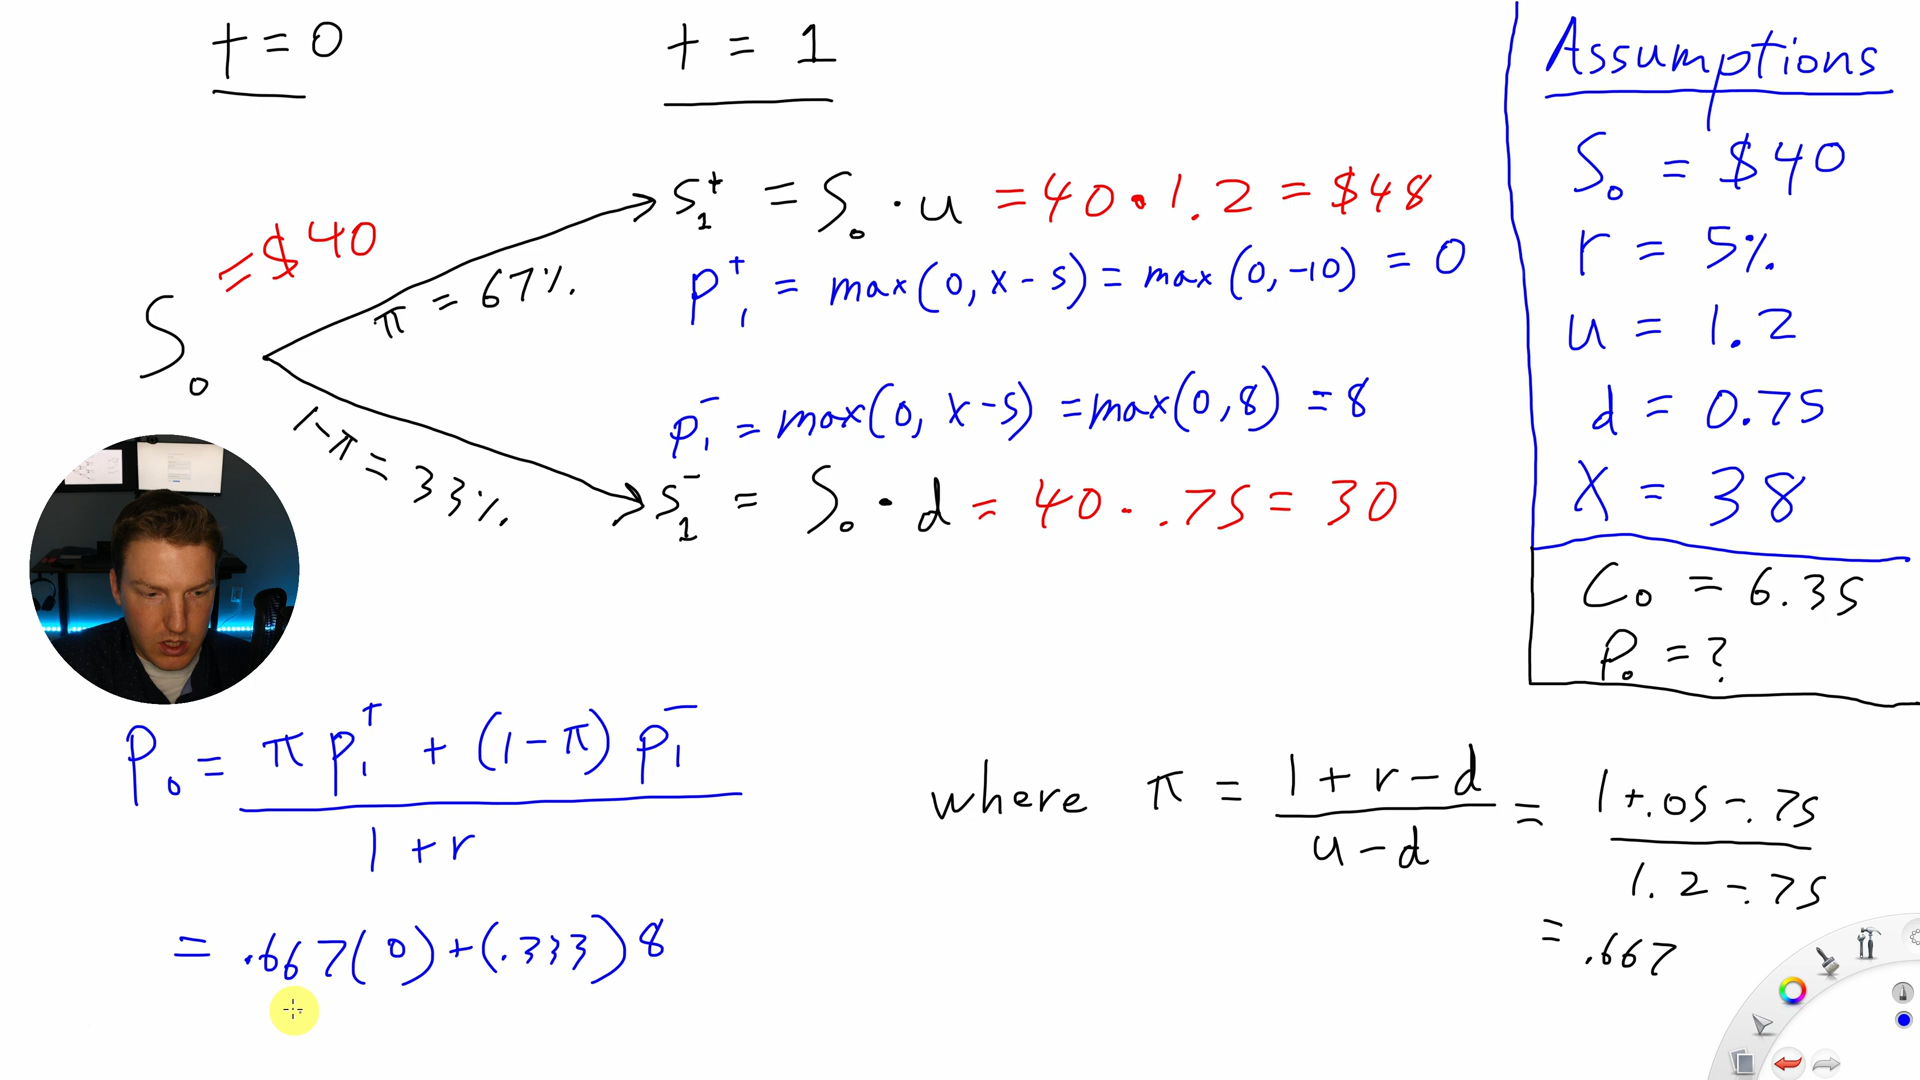 t = 0
t = 1
Assumptions
S₀ = $40
r = 5%
u = 1.2
d = 0.75
X = 38
C₀ = 6.35
P₀ = ?
S₀ = $40
π = 67%.
1-π = 33%.
S₁⁺ = S₀ · u = 40 · 1.2 = $48
P₁⁺ = max(0, x-s) = max(0, -10) = 0
P₁⁻ = max(0, x-s) = max(0, 8) = 8
S₁⁻ = S₀ · d = 40 · .75 = 30
P₀ = π P₁⁺ + (1-π) P₁⁻
1 + r
= .667(0) + (.333)8
where π = 1 + r - d = 1 + .05 - .75
u - d
1.2 - .75
= .667